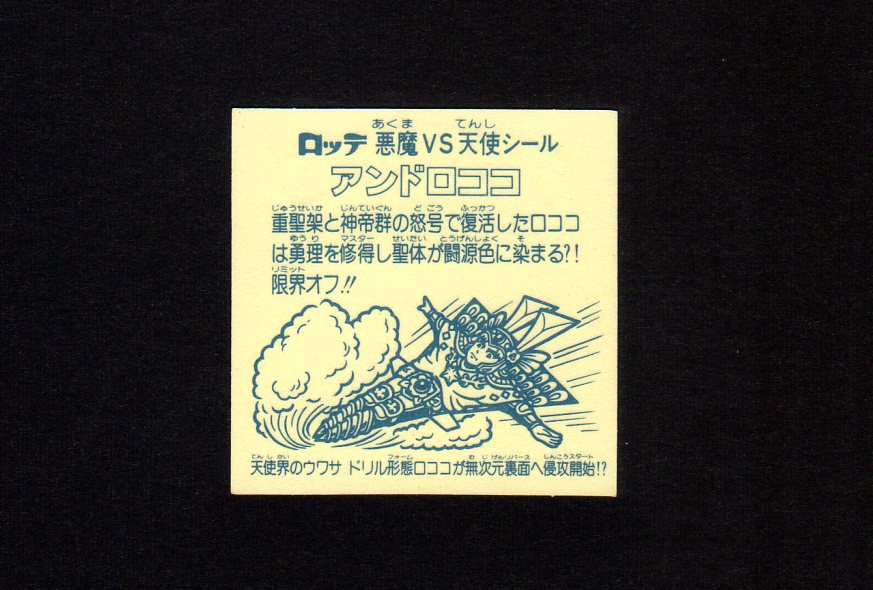 あくま てんし
ロッテ 悪魔VS天使シール
アンドロココ
じゅうせいか じんていぐん どごう ふっかつ
重聖架と神帝群の怒号で復活したロココ
ゆうり マスター せいたい とうげんしょく そ
は勇理を修得し聖体が闘源色に染まる?!
リミット
限界オフ!!
てんしかい フォーム むじげんリバース しんこうスタート
天使界のウワサ ドリル形態ロココが無次元裏面へ侵攻開始!?